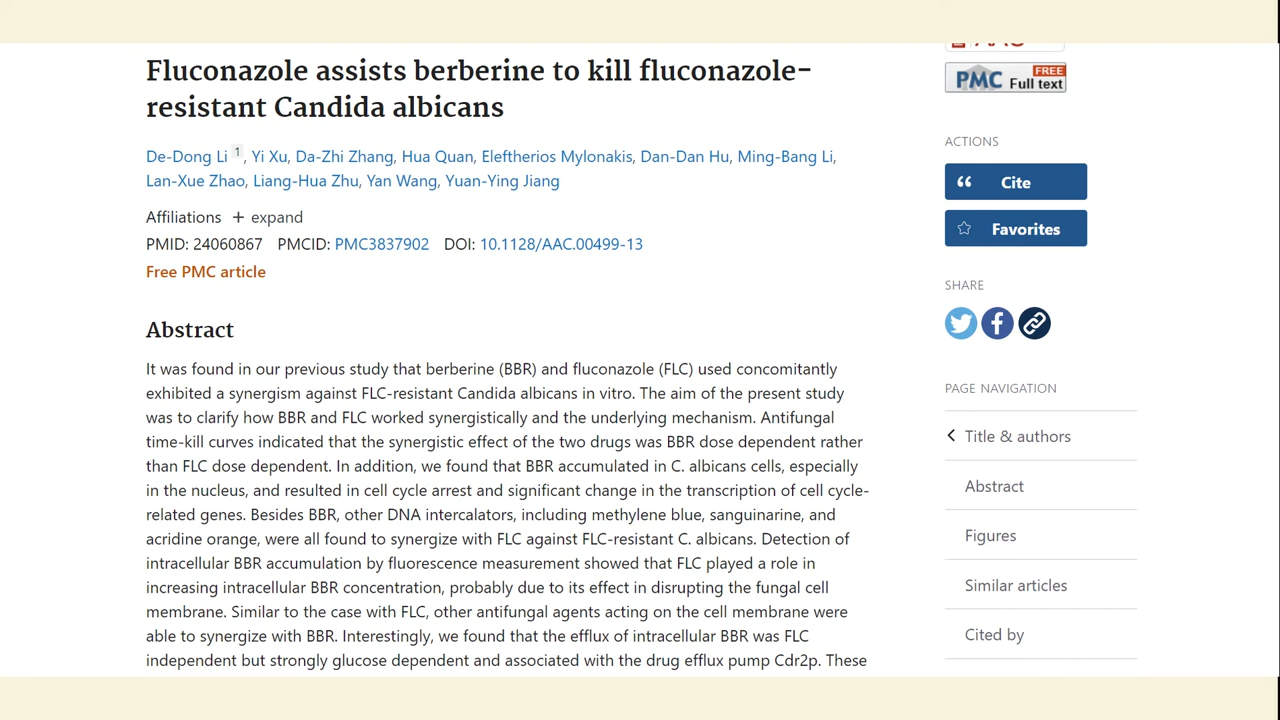 Fluconazole assists berberine to kill fluconazole-
resistant Candida albicans
De-Dong Li 1, Yi Xu, Da-Zhi Zhang, Hua Quan, Eleftherios Mylonakis, Dan-Dan Hu, Ming-Bang Li,
Lan-Xue Zhao, Liang-Hua Zhu, Yan Wang, Yuan-Ying Jiang
Affiliations + expand
PMID: 24060867 PMCID: PMC3837902 DOI: 10.1128/AAC.00499-13
Free PMC article
Abstract
It was found in our previous study that berberine (BBR) and fluconazole (FLC) used concomitantly
exhibited a synergism against FLC-resistant Candida albicans in vitro. The aim of the present study
was to clarify how BBR and FLC worked synergistically and the underlying mechanism. Antifungal
time-kill curves indicated that the synergistic effect of the two drugs was BBR dose dependent rather
than FLC dose dependent. In addition, we found that BBR accumulated in C. albicans cells, especially
in the nucleus, and resulted in cell cycle arrest and significant change in the transcription of cell cycle-
related genes. Besides BBR, other DNA intercalators, including methylene blue, sanguinarine, and
acridine orange, were all found to synergize with FLC against FLC-resistant C. albicans. Detection of
intracellular BBR accumulation by fluorescence measurement showed that FLC played a role in
increasing intracellular BBR concentration, probably due to its effect in disrupting the fungal cell
membrane. Similar to the case with FLC, other antifungal agents acting on the cell membrane were
able to synergize with BBR. Interestingly, we found that the efflux of intracellular BBR was FLC
independent but strongly glucose dependent and associated with the drug efflux pump Cdr2p. These
PMC FREE Full text
ACTIONS
Cite
Favorites
SHARE
PAGE NAVIGATION
Title & authors
Abstract
Figures
Similar articles
Cited by